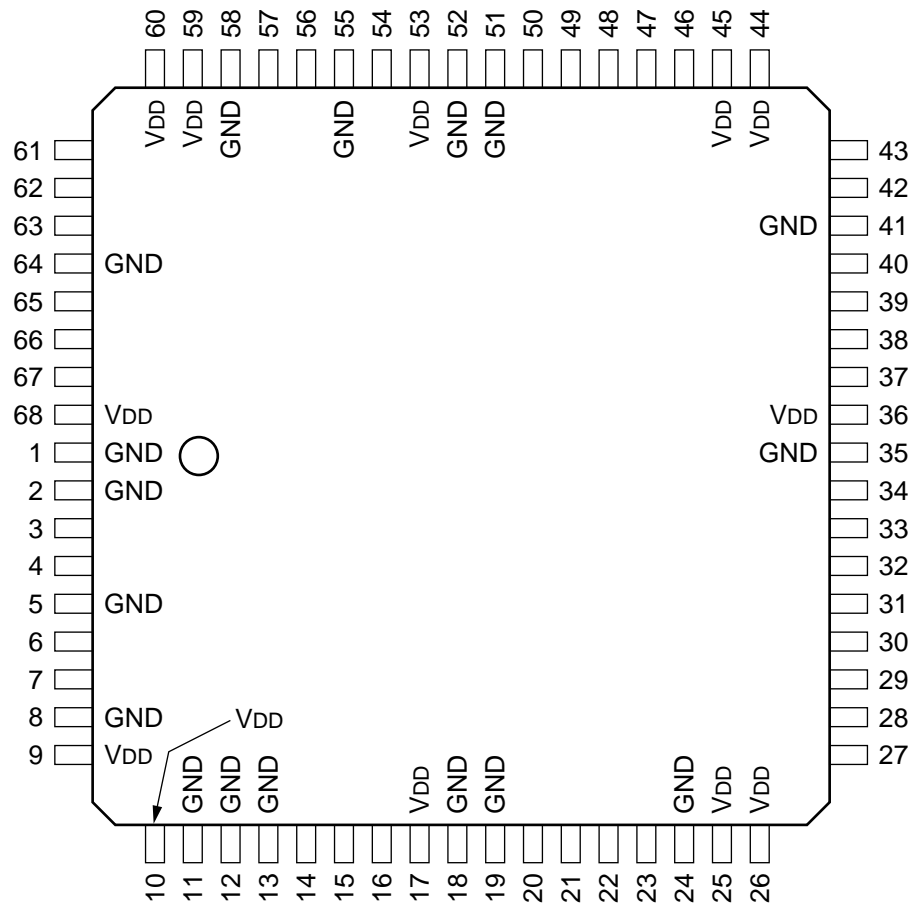 60 59 58 57 56 55 54 53 52 51 50 49 48 47 46 45 44
VDD VDD GND GND VDD GND GND VDD VDD
61 43
62 42
63 GND 41
64 GND 40
65 39
66 38
67 37
68 VDD VDD 36
1 GND GND 35
2 GND 34
3 33
4 32
5 GND 31
6 30
7 29
8 GND VDD 28
9 VDD 27
GND GND GND VDD GND GND GND VDD VDD
10 11 12 13 14 15 16 17 18 19 20 21 22 23 24 25 26